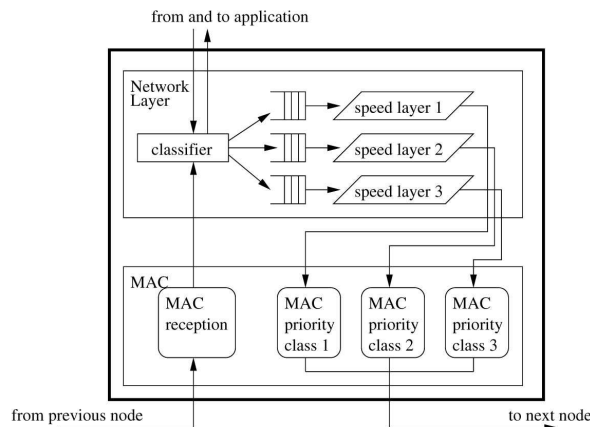 from and to application
Network
Layer
speed layer 1
classifier
speed layer 2
speed layer 3
MAC
MAC
reception
MAC
priority
class 1
MAC
priority
class 2
MAC
priority
class 3
from previous node
to next node